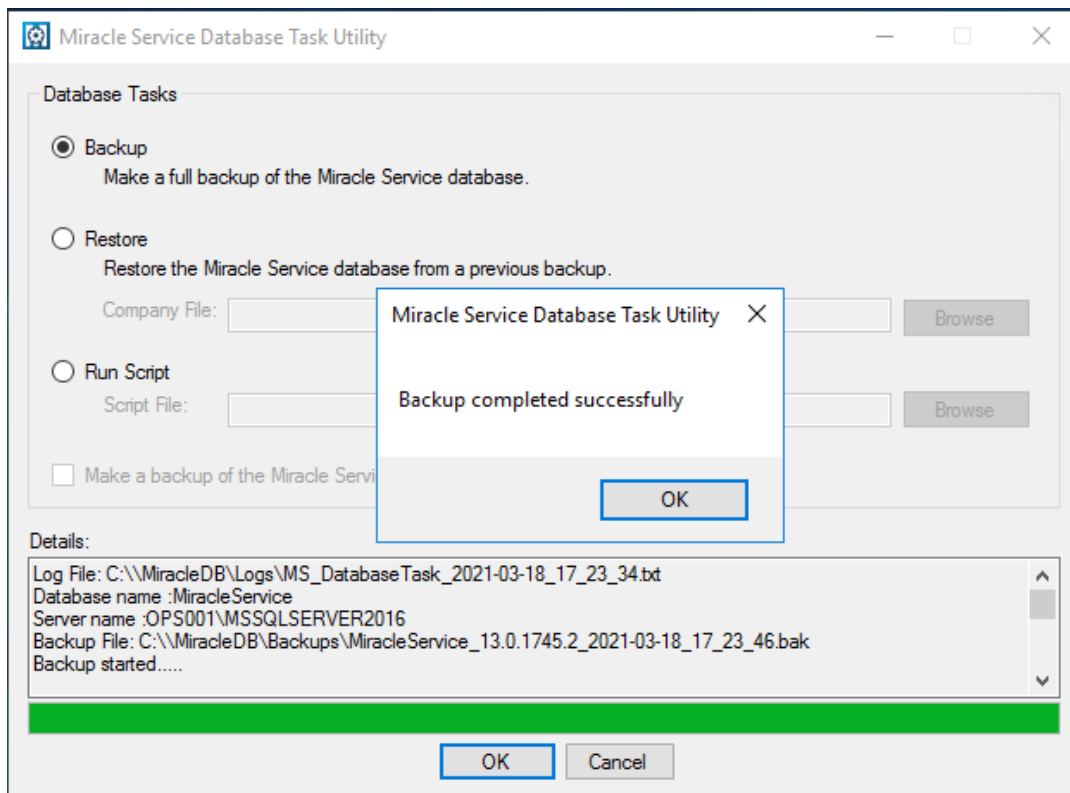 Miracle Service Database Task Utility
Database Tasks
Backup
Make a full backup of the Miracle Service database.
Restore
Restore the Miracle Service database from a previous backup.
Company File:
Browse
Run Script
Script File:
Browse
Make a backup of the Miracle Servi
Miracle Service Database Task Utility
Backup completed successfully
OK
Details:
Log File: C:\\MiracleDB\Logs\MS_DatabaseTask_2021-03-18_17_23_34.txt
Database name :MiracleService
Server name :OPS001\MSSQLSERVER2016
Backup File: C:\\MiracleDB\Backups\MiracleService_13.0.1745.2_2021-03-18_17_23_46.bak
Backup started.....
OK
Cancel